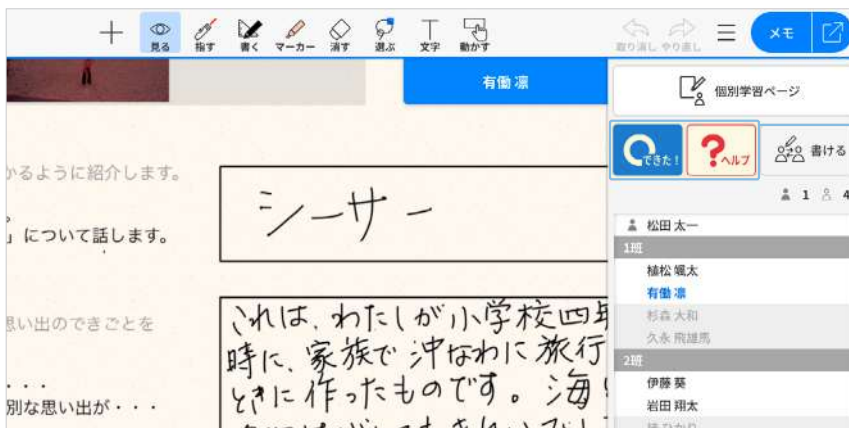 見る
指す
書く
マーカー
消す
選ぶ
文字
動かす
取り消し やり直し
メモ
有働 凛
個別学習ページ
できた!
ヘルプ
書ける
1 4
かるように紹介します。
。
」について話します。
シーサー
松田 太一
1班
植松 颯太
有働 凛
杉森 大和
久永 飛雄馬
2班
伊藤 葵
岩田 翔太
思い出のできごとを
・・・
別な思い出が・・・
これは、わたしが小学校四年
時に、家族で沖なわに旅行
ときに作ったものです。海